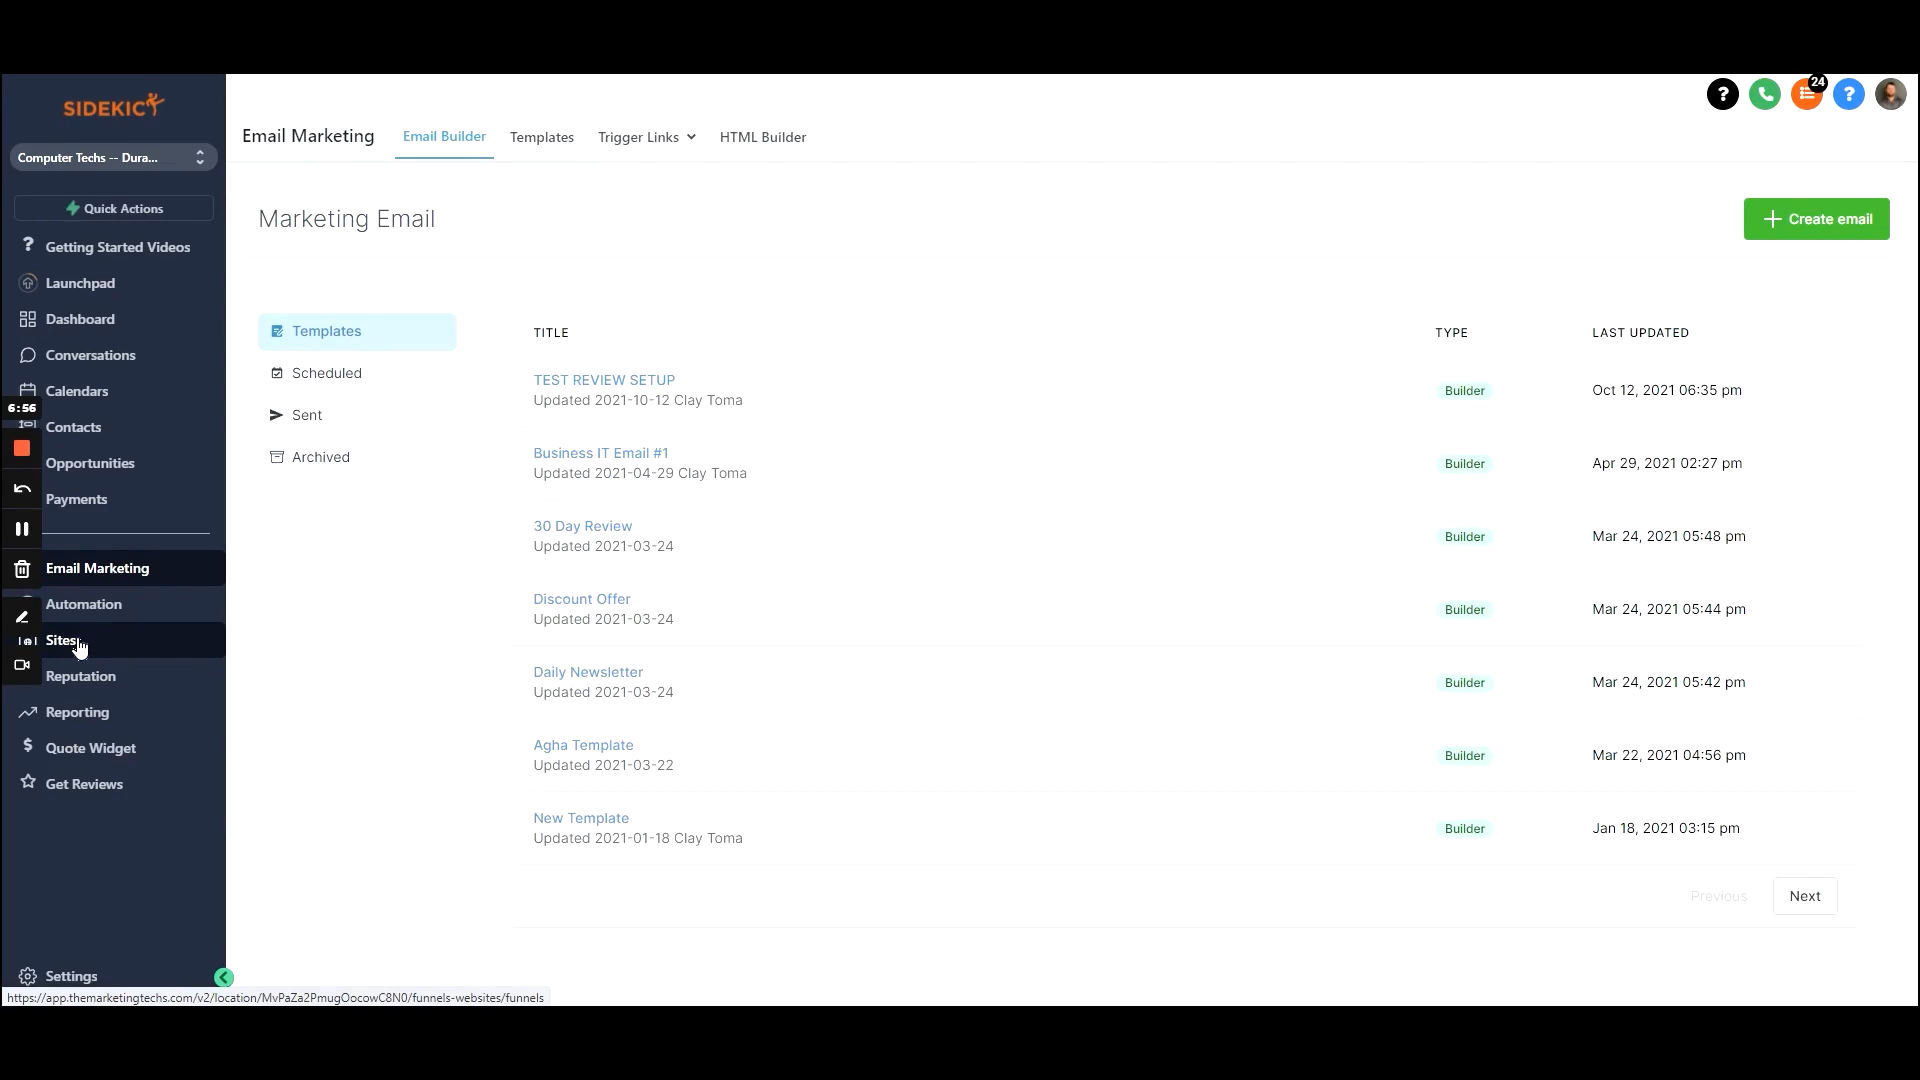 SIDEKIC
Computer Techs -- Dura...
Quick Actions
Getting Started Videos
Launchpad
Dashboard
Conversations
Calendars
6:56
Contacts
Opportunities
Payments
Email Marketing
Automation
Sites
Reputation
Reporting
Quote Widget
Get Reviews
Settings
24
Email Marketing
Email Builder
Templates
Trigger Links
HTML Builder
Marketing Email
Create email
Templates
Scheduled
Sent
Archived
TITLE TYPE LAST UPDATED
TEST REVIEW SETUP
Updated 2021-10-12 Clay Toma
Builder
Oct 12, 2021 06:35 pm
Business IT Email #1
Updated 2021-04-29 Clay Toma
Builder
Apr 29, 2021 02:27 pm
30 Day Review
Updated 2021-03-24
Builder
Mar 24, 2021 05:48 pm
Discount Offer
Updated 2021-03-24
Builder
Mar 24, 2021 05:44 pm
Daily Newsletter
Updated 2021-03-24
Builder
Mar 24, 2021 05:42 pm
Agha Template
Updated 2021-03-22
Builder
Mar 22, 2021 04:56 pm
New Template
Updated 2021-01-18 Clay Toma
Builder
Jan 18, 2021 03:15 pm
Previous
Next
https://app.themarketingtechs.com/v2/location/MvPaZa2PmugOocowC8N0/funnels-websites/funnels